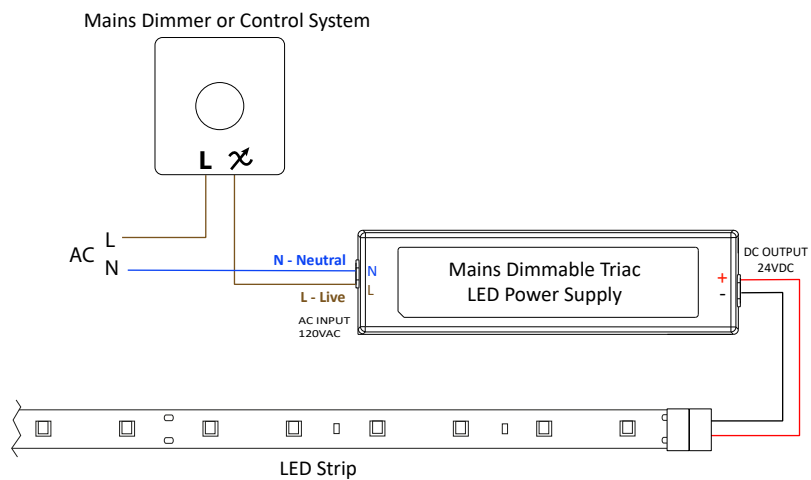 Mains Dimmer or Control System
L
AC
L
N
N - Neutral
L - Live
AC INPUT
120VAC
N
L
Mains Dimmable Triac
LED Power Supply
+
-
DC OUTPUT
24VDC
LED Strip